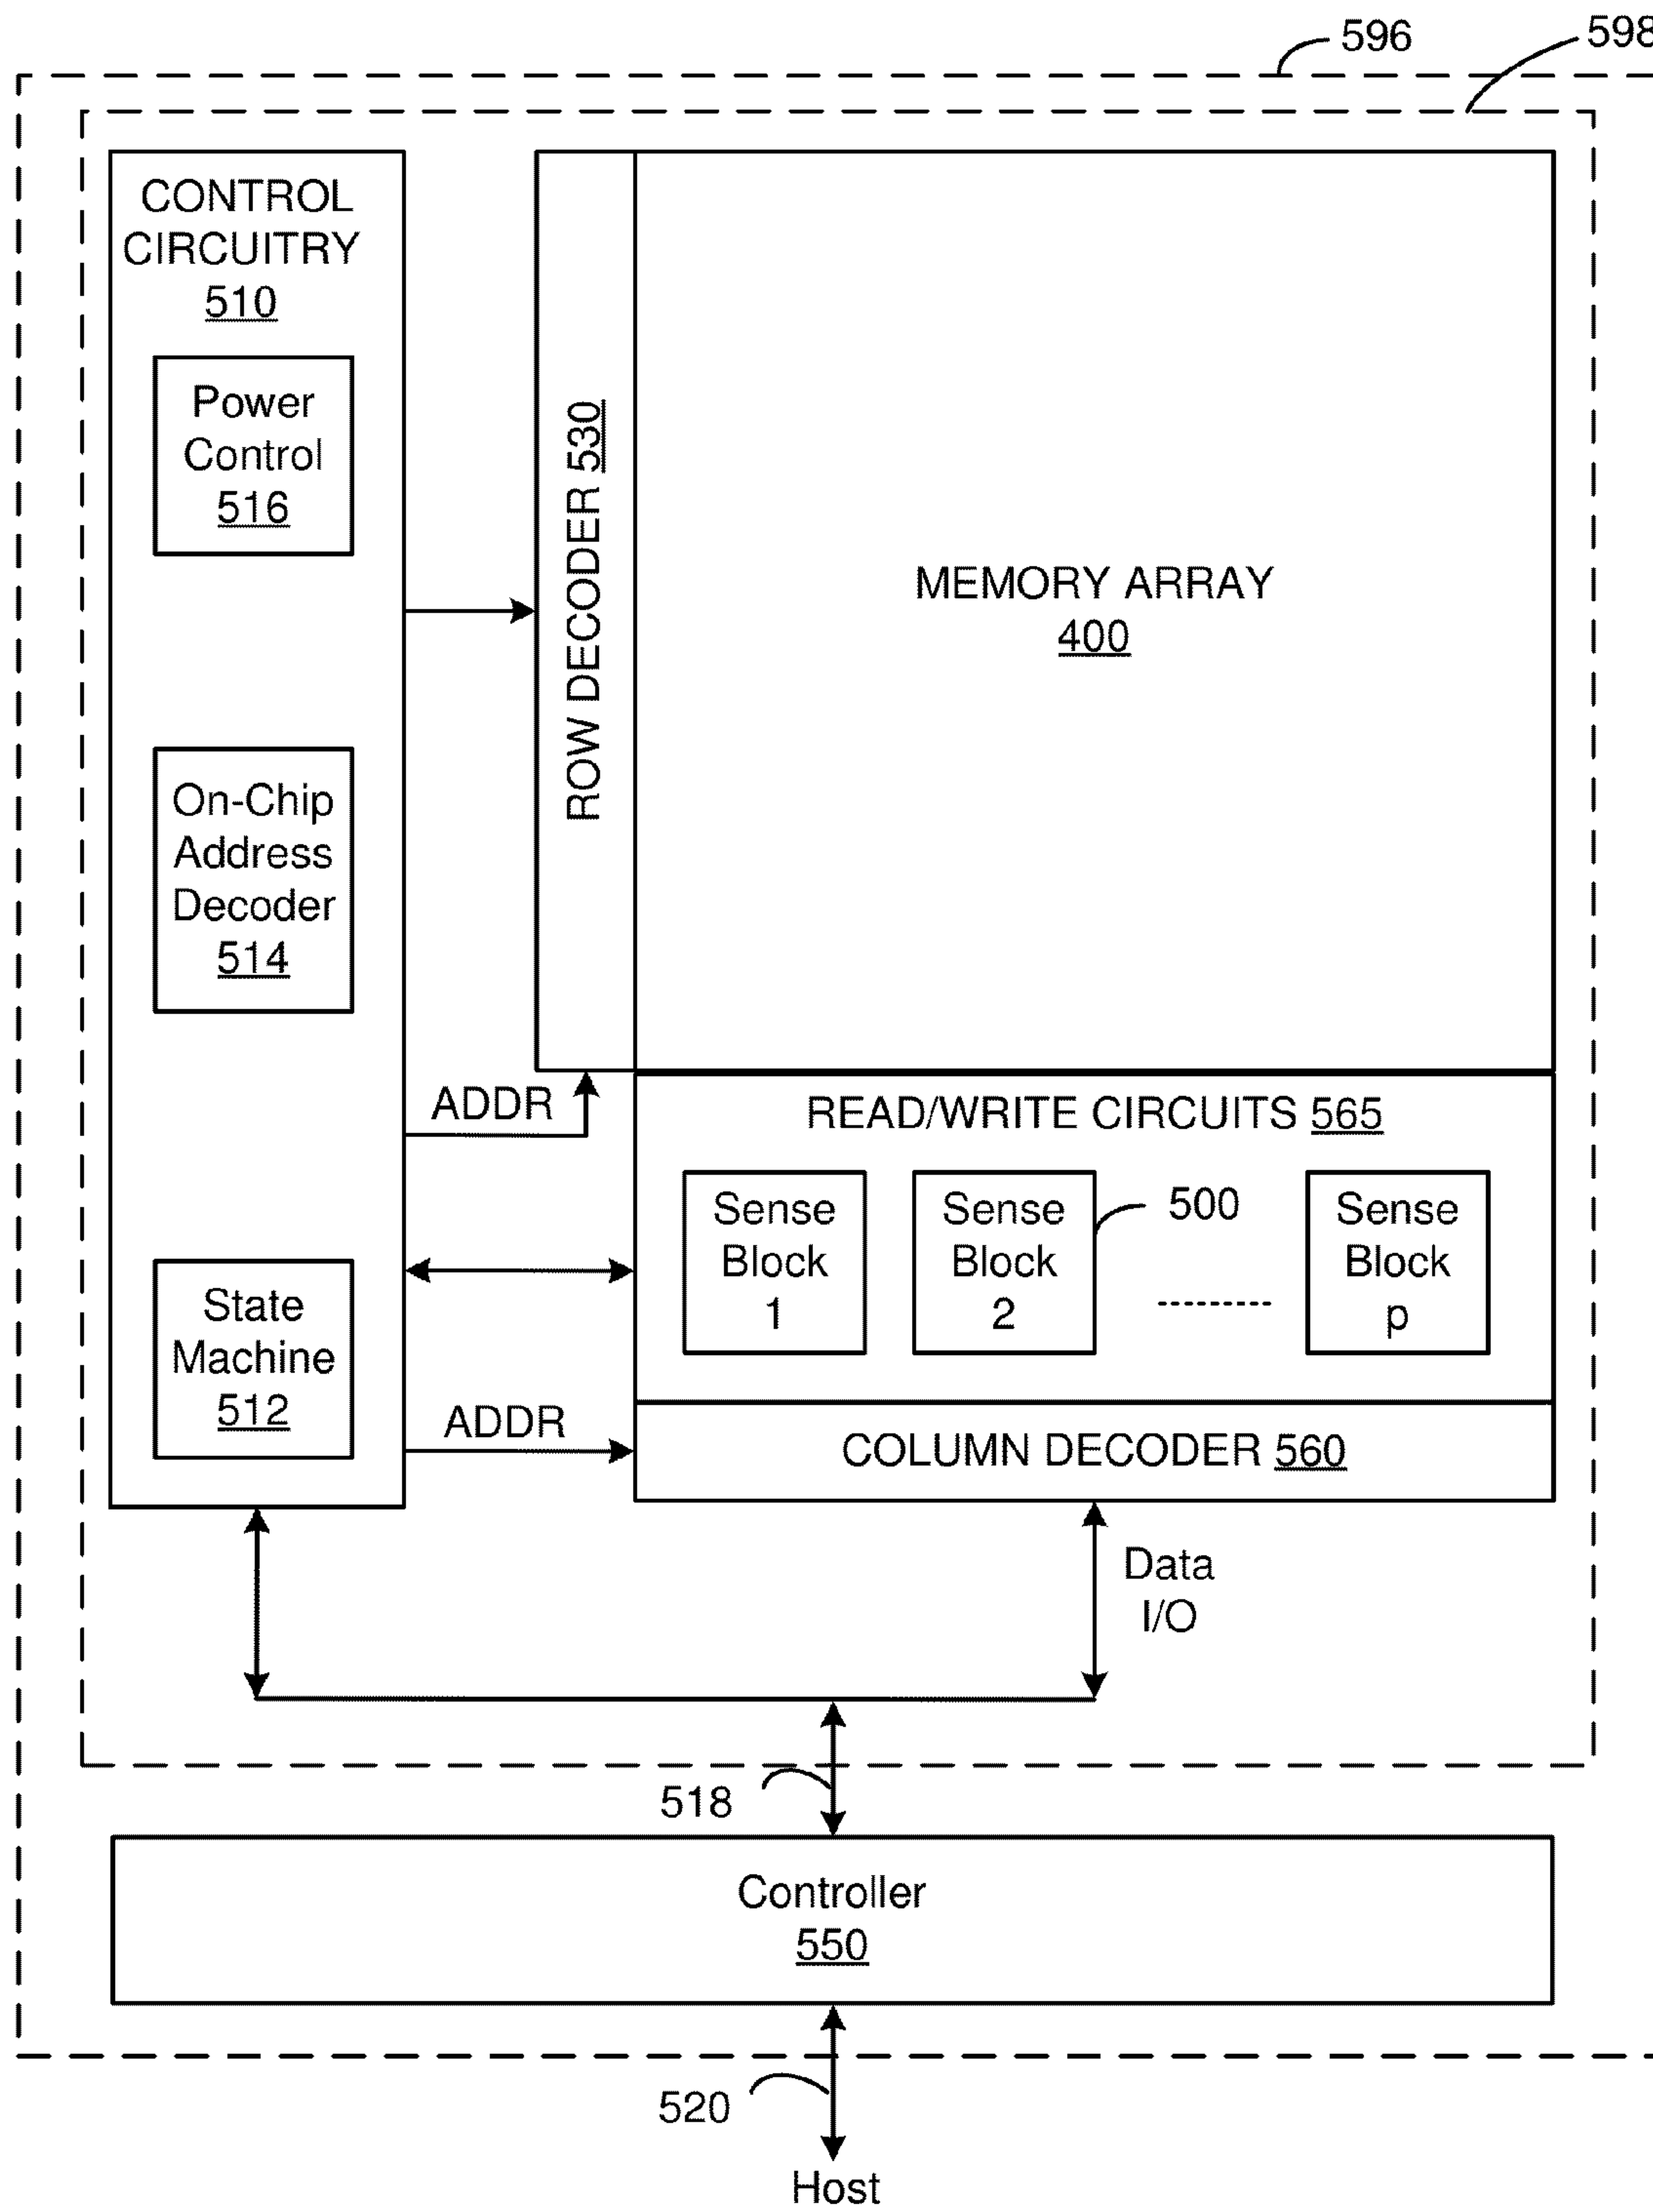 596
598
CONTROL
CIRCUITRY
510
Power
Control
516
On-Chip
Address
Decoder
514
State
Machine
512
ROW DECODER 530
MEMORY ARRAY
400
ADDR
READ/WRITE CIRCUITS 565
Sense
Block
1
Sense
Block
2
500
Sense
Block
p
ADDR
COLUMN DECODER 560
Data
I/O
518
Controller
550
520
Host